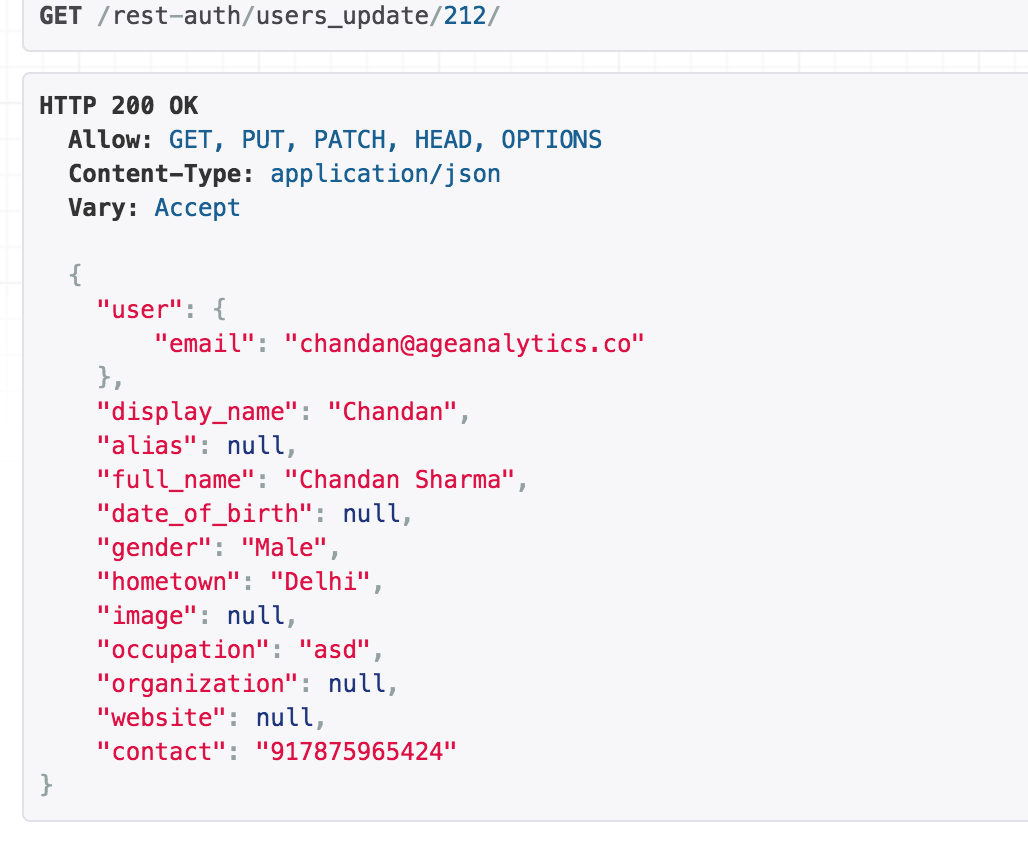 GET /rest-auth/users_update/212/
HTTP 200 OK
Allow: GET, PUT, PATCH, HEAD, OPTIONS
Content-Type: application/json
Vary: Accept
{
"user": {
"email": "chandan@ageanalytics.co"
},
"display_name": "Chandan",
"alias": null,
"full_name": "Chandan Sharma",
"date_of_birth": null,
"gender": "Male",
"hometown": "Delhi",
"image": null,
"occupation": "asd",
"organization": null,
"website": null,
"contact": "917875965424"
}